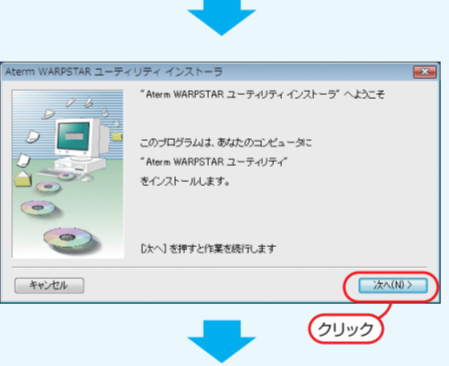 Aterm WARPSTAR ユーティリティ インストーラ
"Aterm WARPSTAR ユーティリティ インストーラ" へようこそ
このプログラムは、あなたのコンピュータに
"Aterm WARPSTAR ユーティリティ"
をインストールします。
[次へ] を押すと作業を続行します
キャンセル
次へ(N) >
クリック